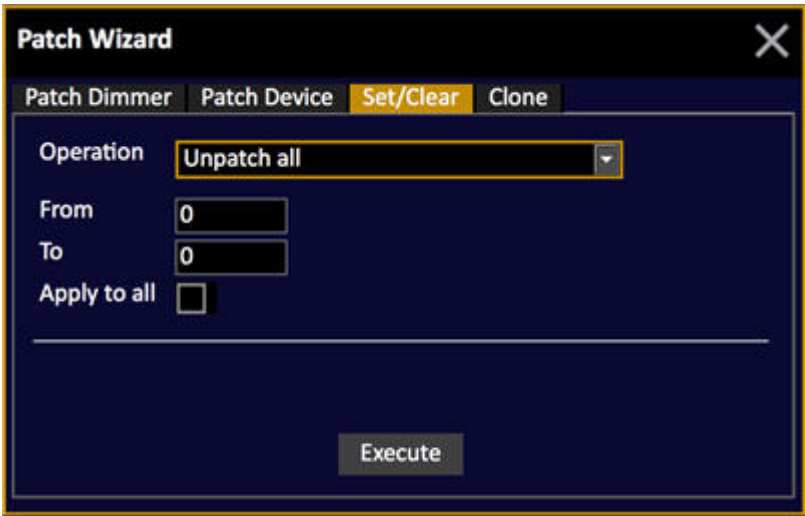 Patch Wizard
Patch Dimmer Patch Device Set/Clear Clone
Operation Unpatch all
From 0
To 0
Apply to all
Execute